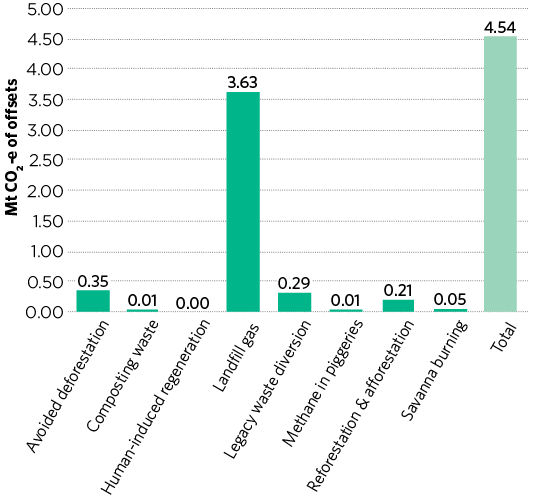 Mt CO2-e of offsets
5.00
4.50
4.00
3.50
3.00
2.50
2.00
1.50
1.00
0.50
0.00
0.35
0.01
0.00
3.63
0.29
0.01
0.21
0.05
4.54
Avoided deforestation
Composting waste
Human-induced regeneration
Landfill gas
Legacy waste diversion
Methane in piggeries
Reforestation & afforestation
Savanna burning
Total